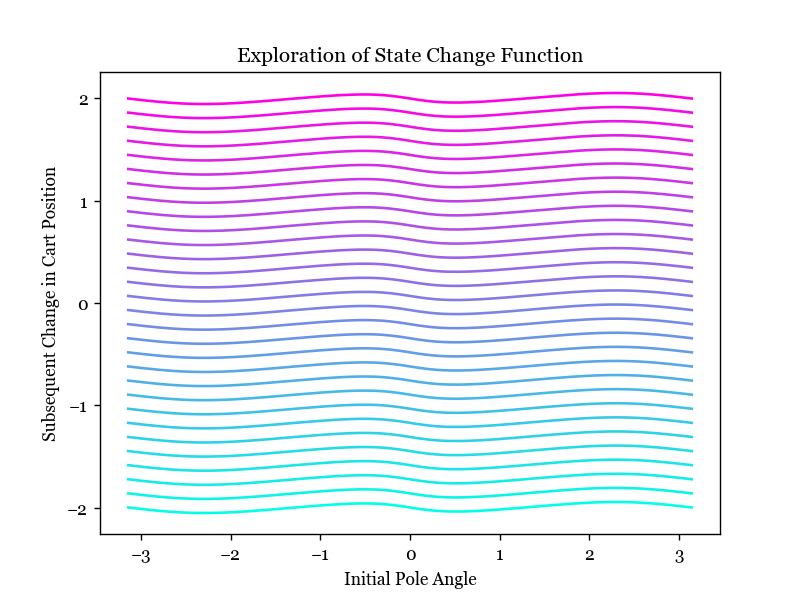 Exploration of State Change Function
Subsequent Change in Cart Position
2
1
0
−1
−2
−3 −2 −1 0 1 2 3
Initial Pole Angle